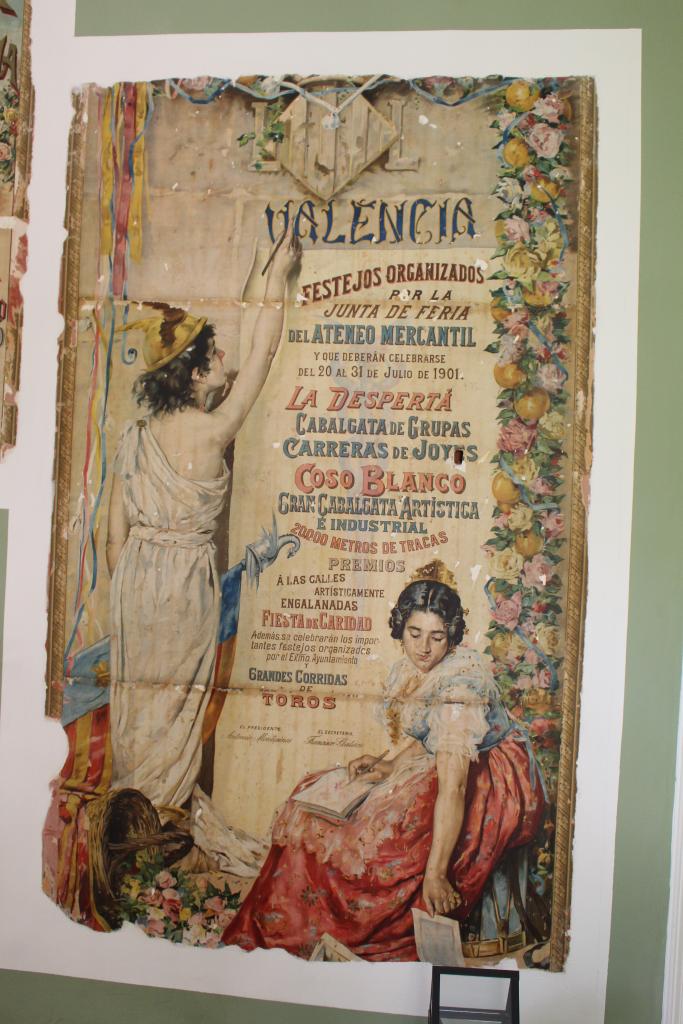 L L
VALENCIA
FESTEJOS ORGANIZADOS
POR LA
JUNTA DE FERIA
DEL ATENEO MERCANTIL
Y QUE DEBERÁN CELEBRARSE
DEL 20 AL 31 DE JULIO DE 1901.
LA DESPERTÁ
CABALGATA DE GRUPAS
CARRERAS DE JOYAS
COSO BLANCO
GRAN CABALGATA ARTÍSTICA
É INDUSTRIAL
20000 METROS DE TRACAS
PREMIOS
Á LAS CALLES
ARTÍSTICAMENTE
ENGALANADAS
FIESTA DE CARIDAD
Además se celebrarán los impor-
tantes festejos organizados
por el Exmo. Ayuntamiento
Y
GRANDES CORRIDAS
DE
TOROS
EL PRESIDENTE
EL SECRETARIO
Antonio
Francisco